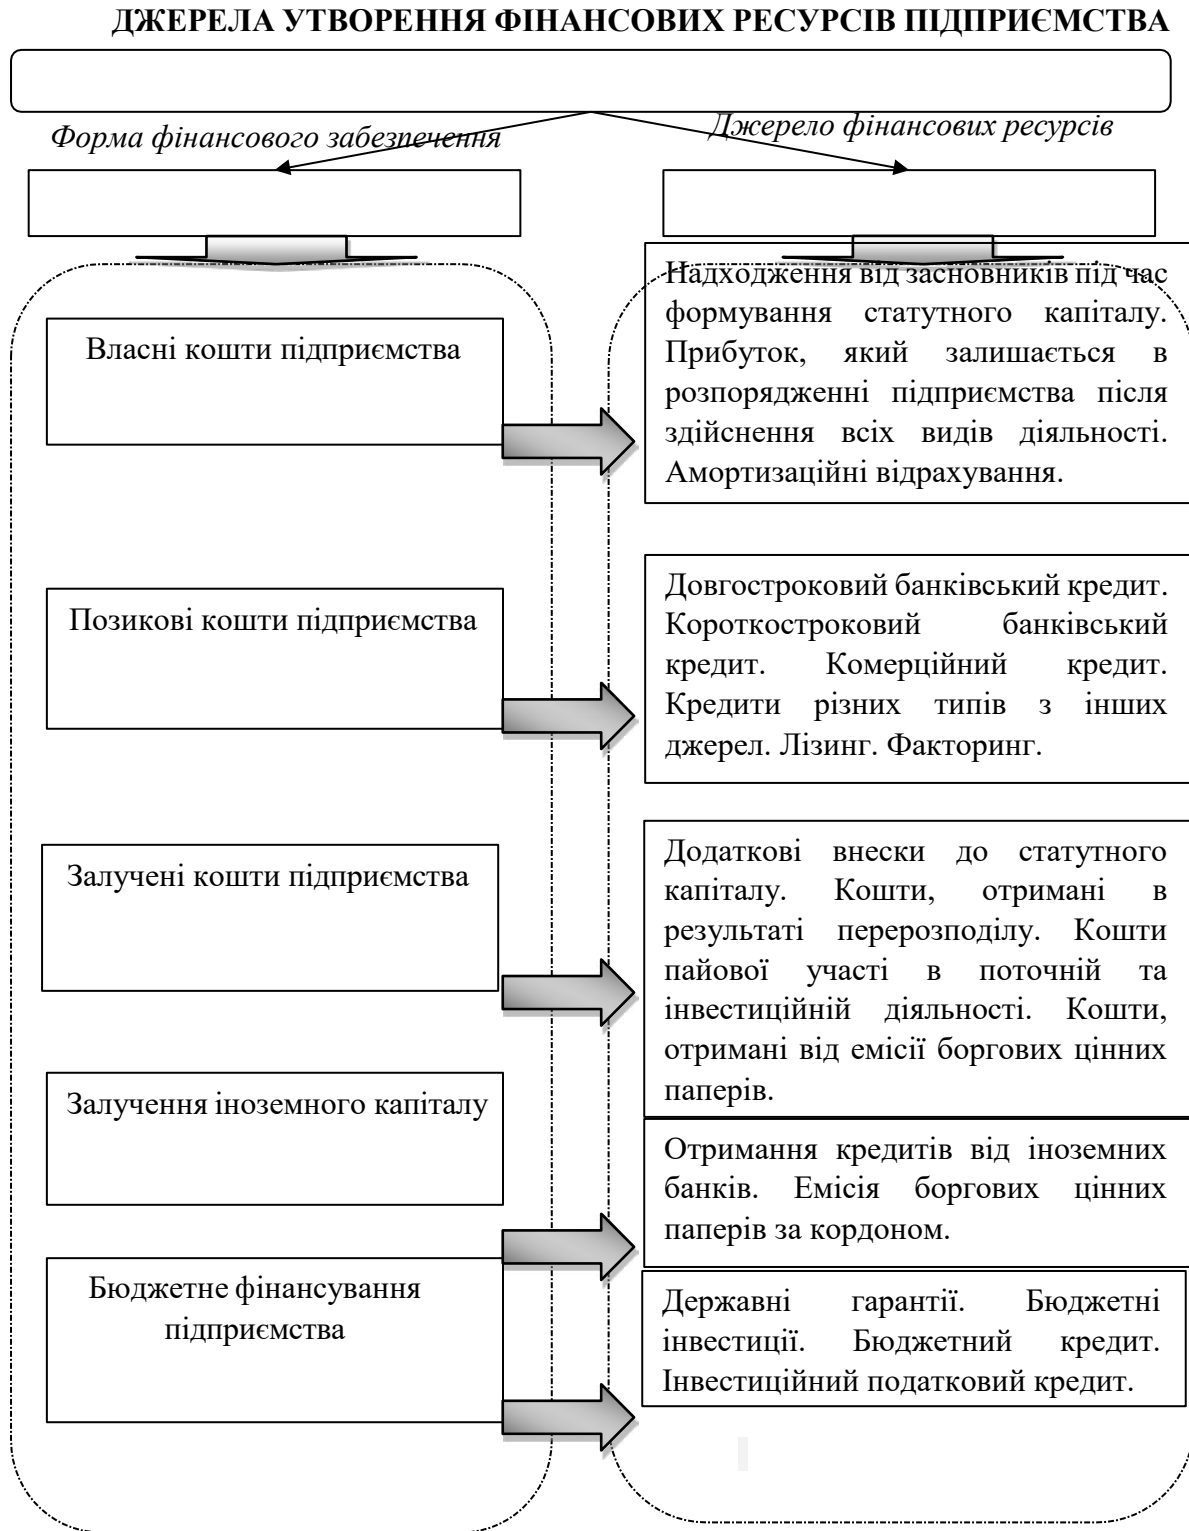 ДЖЕРЕЛА УТВОРЕННЯ ФІНАНСОВИХ РЕСУРСІВ ПІДПРИЄМСТВА
Форма фінансового забезпечення
Джерело фінансових ресурсів
Власні кошти підприємства
Надходження від засновників під час
формування статутного капіталу.
Прибуток, який залишається в
розпорядженні підприємства після
здійснення всіх видів діяльності.
Амортизаційні відрахування.
Позикові кошти підприємства
Довгостроковий банківський кредит.
Короткостроковий банківський
кредит. Комерційний кредит.
Кредити різних типів з інших
джерел. Лізинг. Факторинг.
Залучені кошти підприємства
Додаткові внески до статутного
капіталу. Кошти, отримані в
результаті перерозподілу. Кошти
пайової участі в поточній та
інвестиційній діяльності. Кошти,
отримані від емісії боргових цінних
паперів.
Залучення іноземного капіталу
Отримання кредитів від іноземних
банків. Емісія боргових цінних
паперів за кордоном.
Бюджетне фінансування
підприємства
Державні гарантії. Бюджетні
інвестиції. Бюджетний кредит.
Інвестиційний податковий кредит.